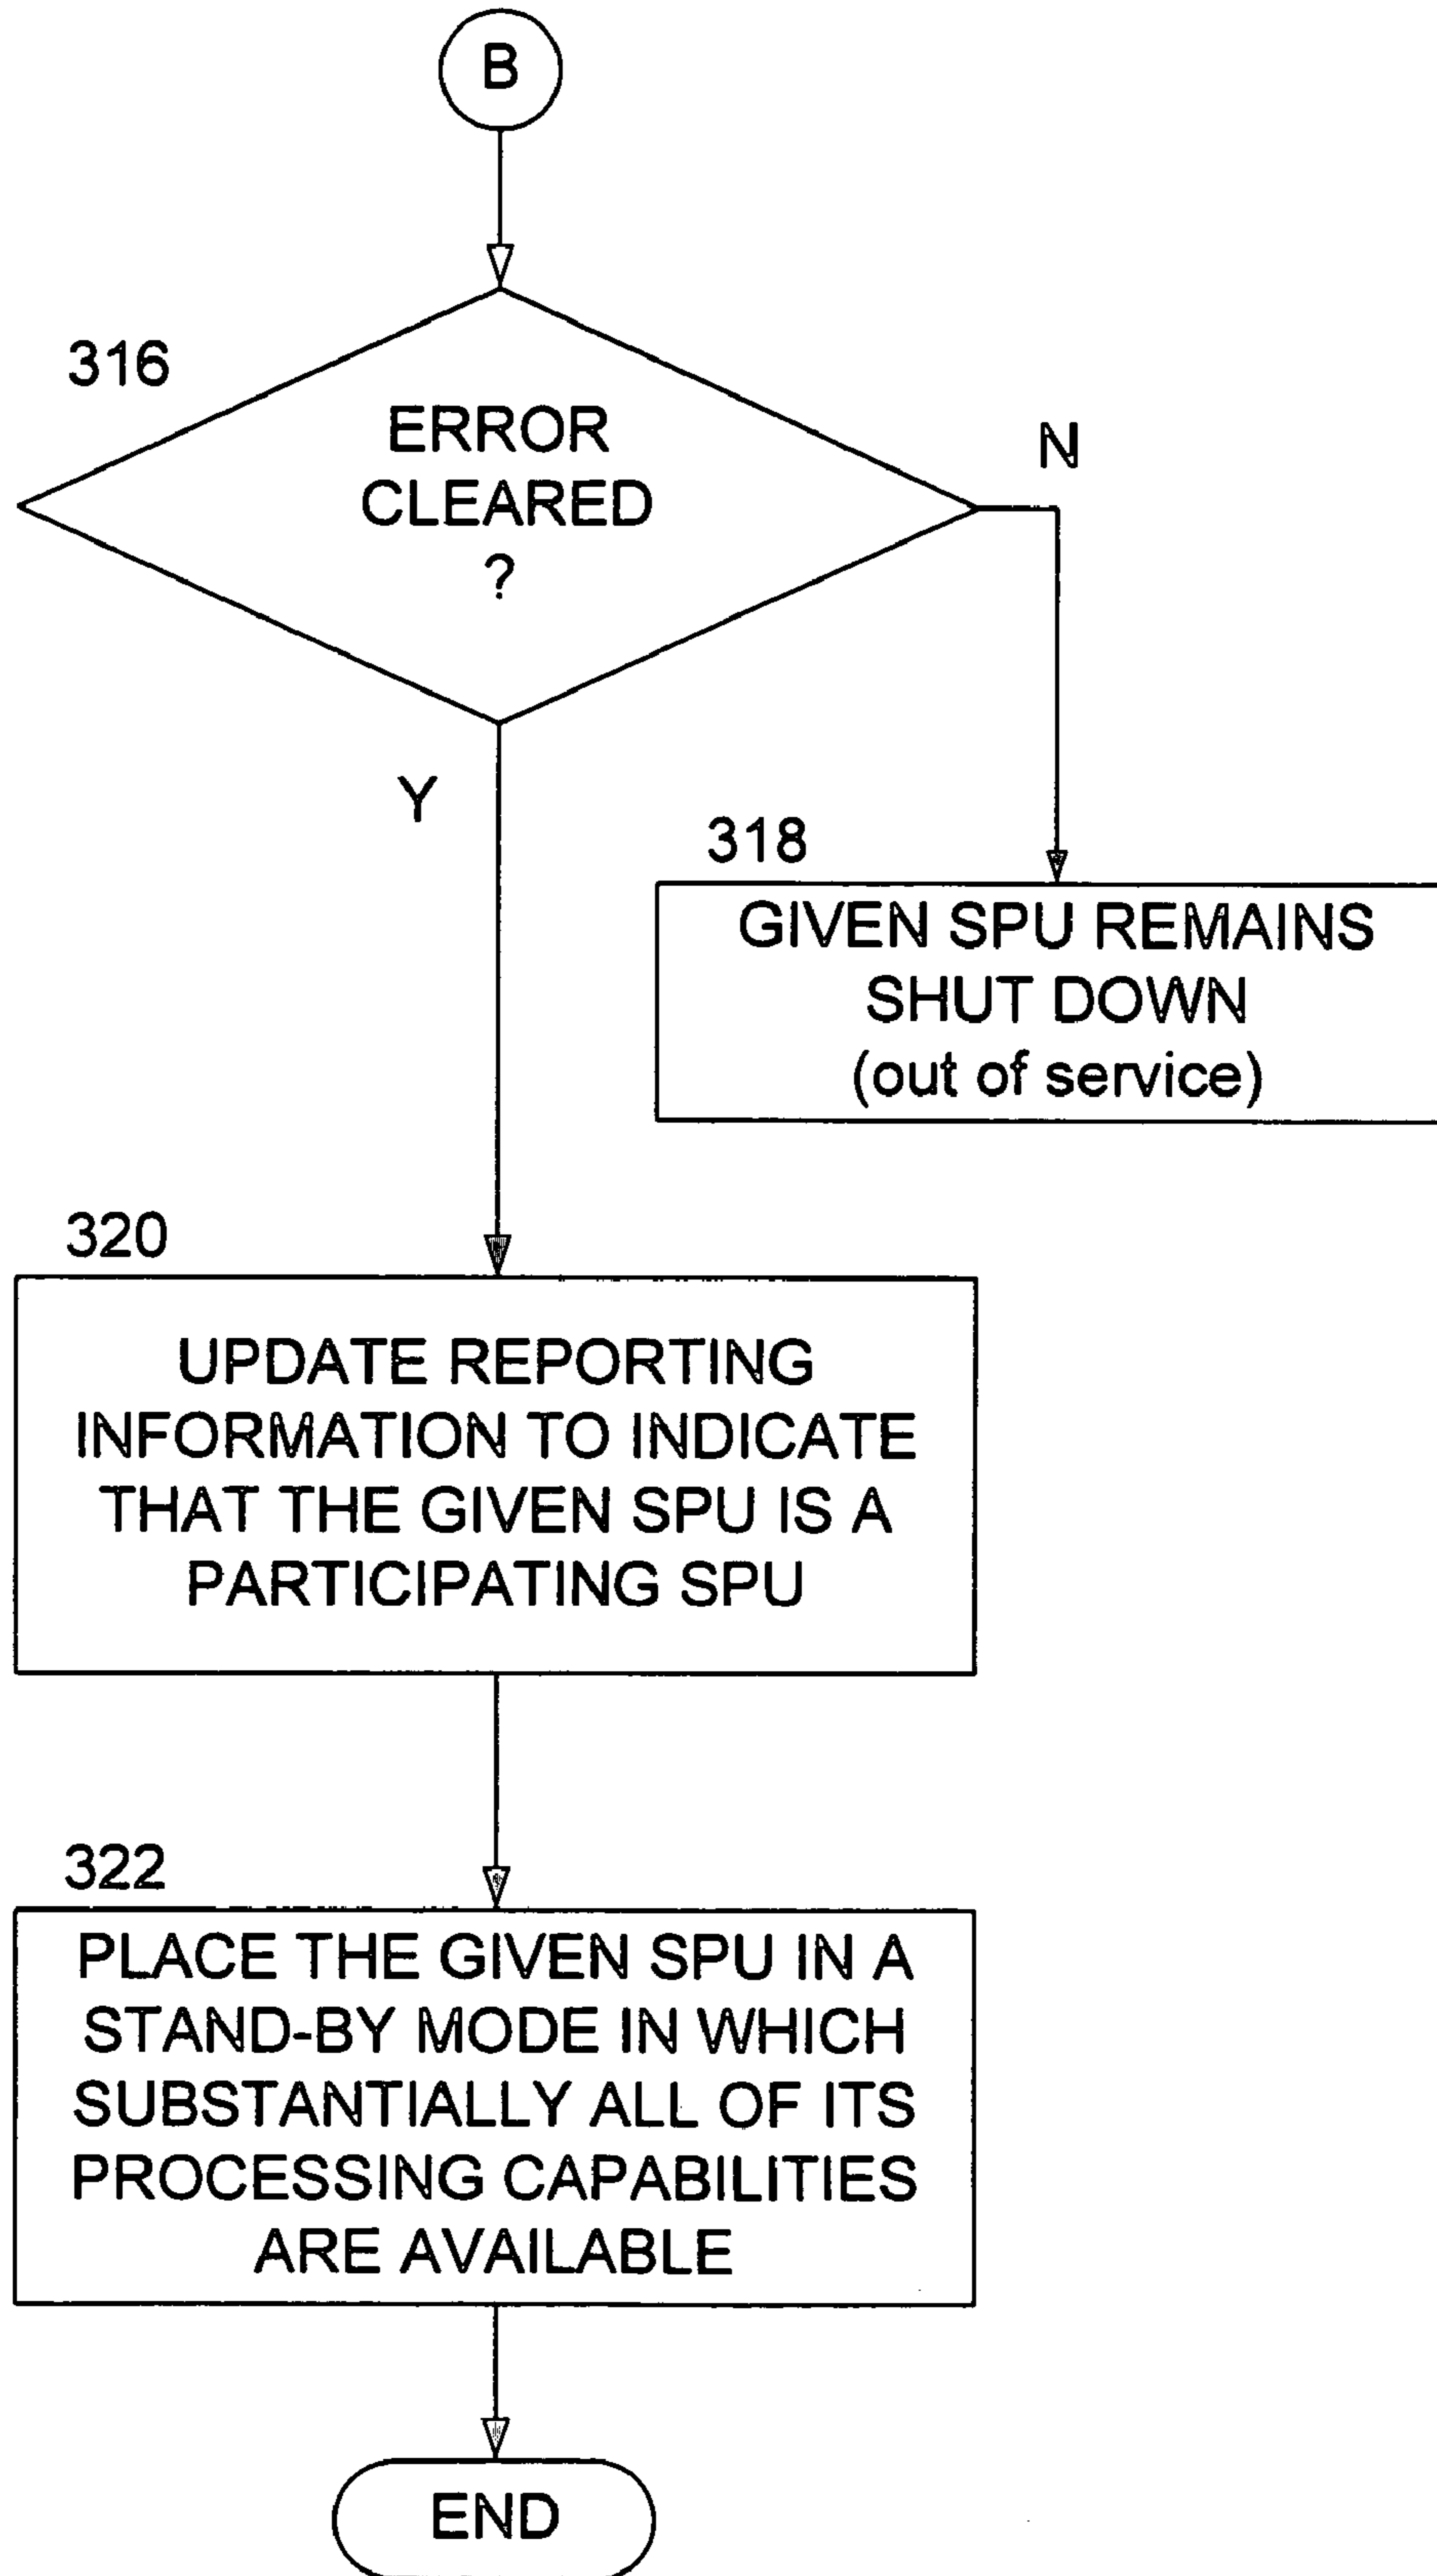 B
316
ERROR
CLEARED
?
N
Y
318
GIVEN SPU REMAINS
SHUT DOWN
(out of service)
320
UPDATE REPORTING
INFORMATION TO INDICATE
THAT THE GIVEN SPU IS A
PARTICIPATING SPU
322
PLACE THE GIVEN SPU IN A
STAND-BY MODE IN WHICH
SUBSTANTIALLY ALL OF ITS
PROCESSING CAPABILITIES
ARE AVAILABLE
END